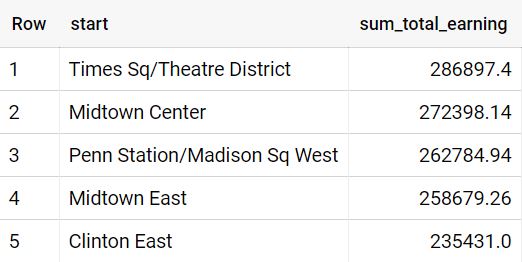 Row start sum_total_earning
1 Times Sq/Theatre District 286897.4
2 Midtown Center 272398.14
3 Penn Station/Madison Sq West 262784.94
4 Midtown East 258679.26
5 Clinton East 235431.0